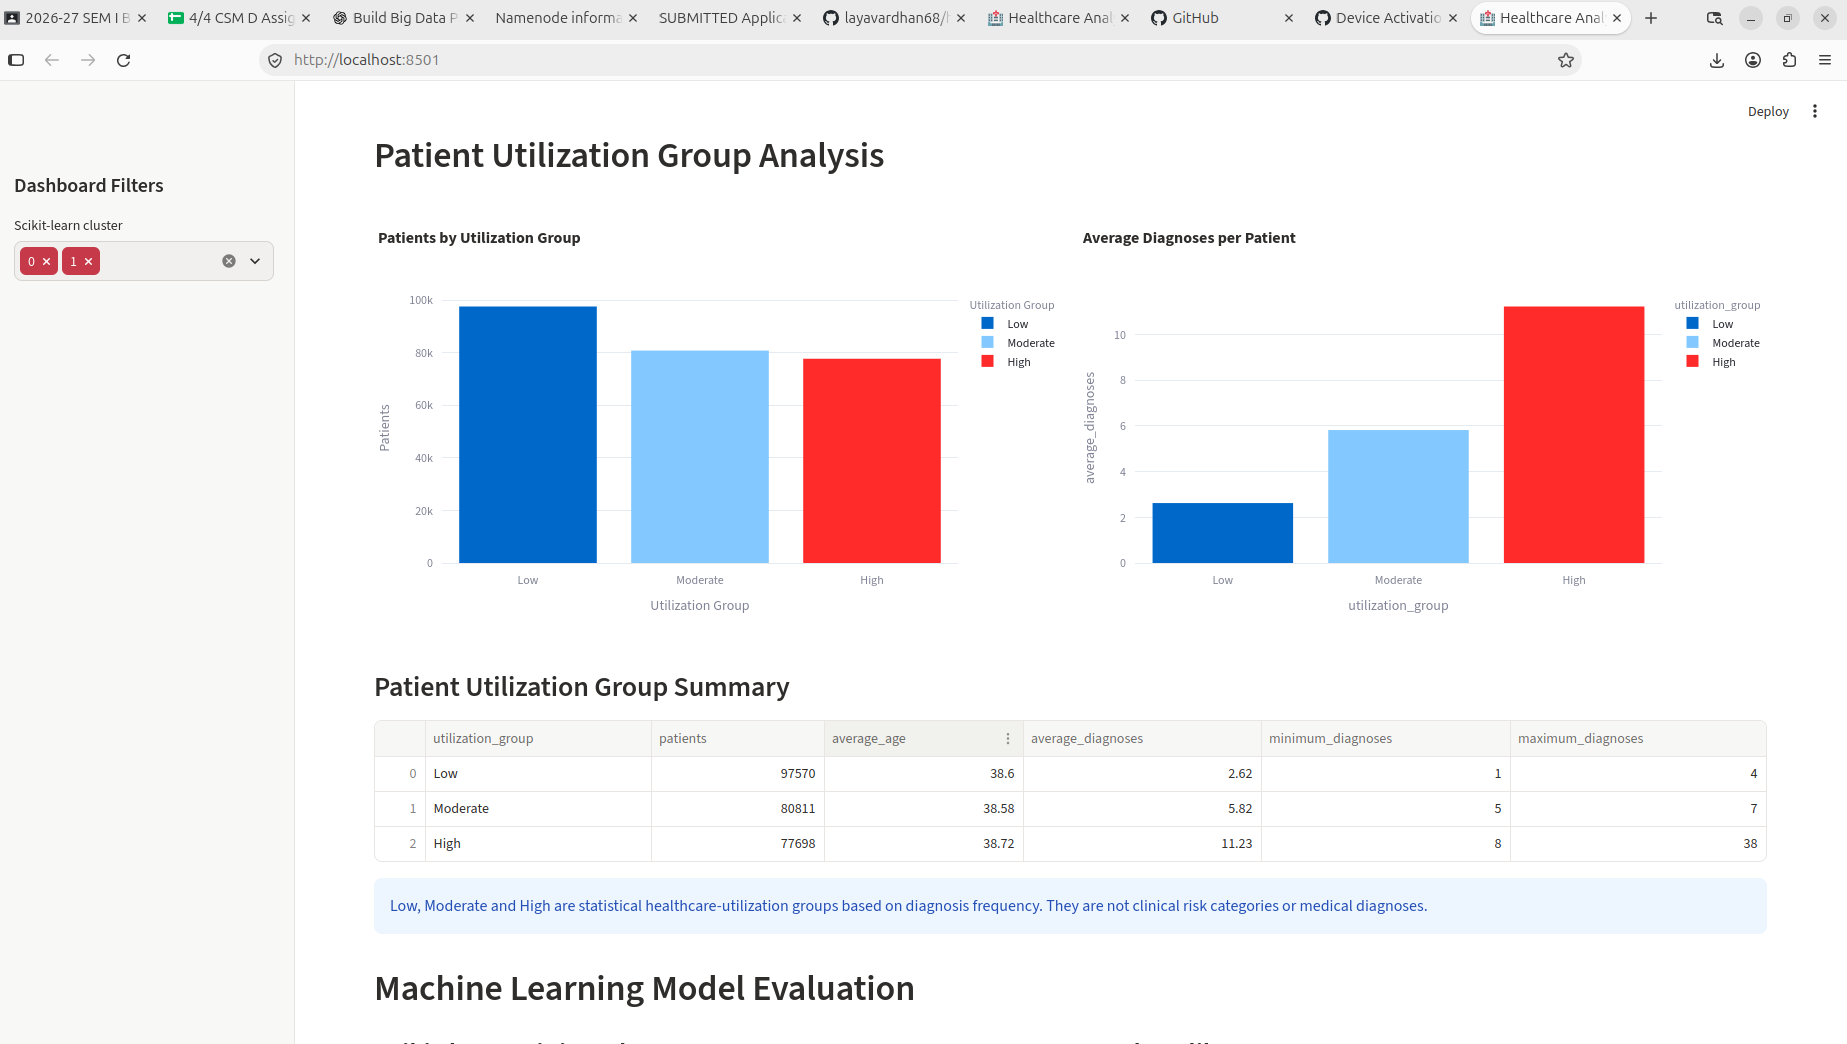 2026-27 SEM I B
4/4 CSM D Assig
Build Big Data P
Namenode informa
SUBMITTED Applica
layavardhan68/h
Healthcare Anal
GitHub
Device Activatio
Healthcare Anal
http://localhost:8501
Deploy
Dashboard Filters
Scikit-learn cluster
0
1
Patient Utilization Group Analysis
Patients by Utilization Group
100k
80k
60k
40k
20k
0
Patients
Low
Moderate
High
Utilization Group
Utilization Group
Low
Moderate
High
Average Diagnoses per Patient
10
8
6
4
2
0
average_diagnoses
Low
Moderate
High
utilization_group
utilization_group
Low
Moderate
High
Patient Utilization Group Summary
utilization_group patients average_age average_diagnoses minimum_diagnoses maximum_diagnoses
0 Low 97570 38.6 2.62 1 4
1 Moderate 80811 38.58 5.82 5 7
2 High 77698 38.72 11.23 8 38
Low, Moderate and High are statistical healthcare-utilization groups based on diagnosis frequency. They are not clinical risk categories or medical diagnoses.
Machine Learning Model Evaluation